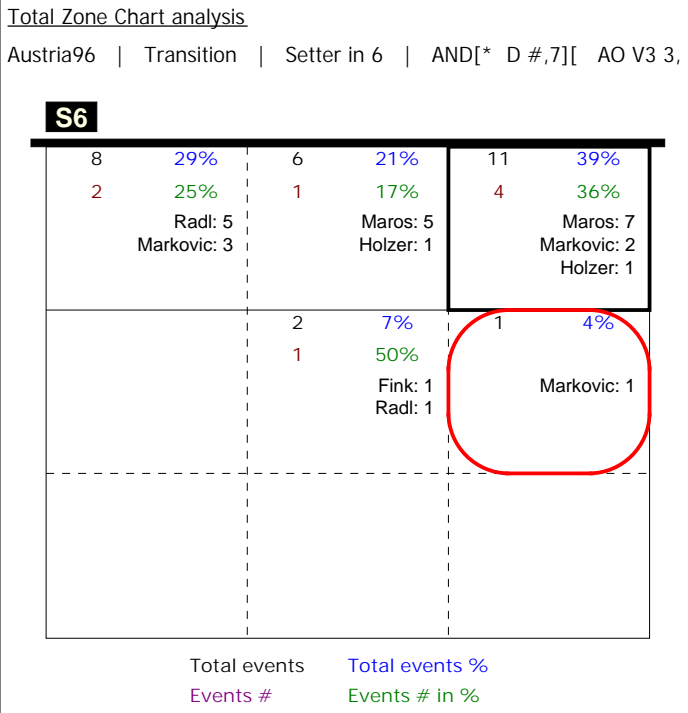 Total Zone Chart analysis
Austria96 | Transition | Setter in 6 | AND[* D #,7][ AO V3 3,
S6
8 29% 6 21% 11 39%
2 25% 1 17% 4 36%
Radl: 5 Maros: 5 Maros: 7
Markovic: 3 Holzer: 1 Markovic: 2
Holzer: 1
2 7% 1 4%
1 50%
Fink: 1 Markovic: 1
Radl: 1
Total events Total events %
Events # Events # in %